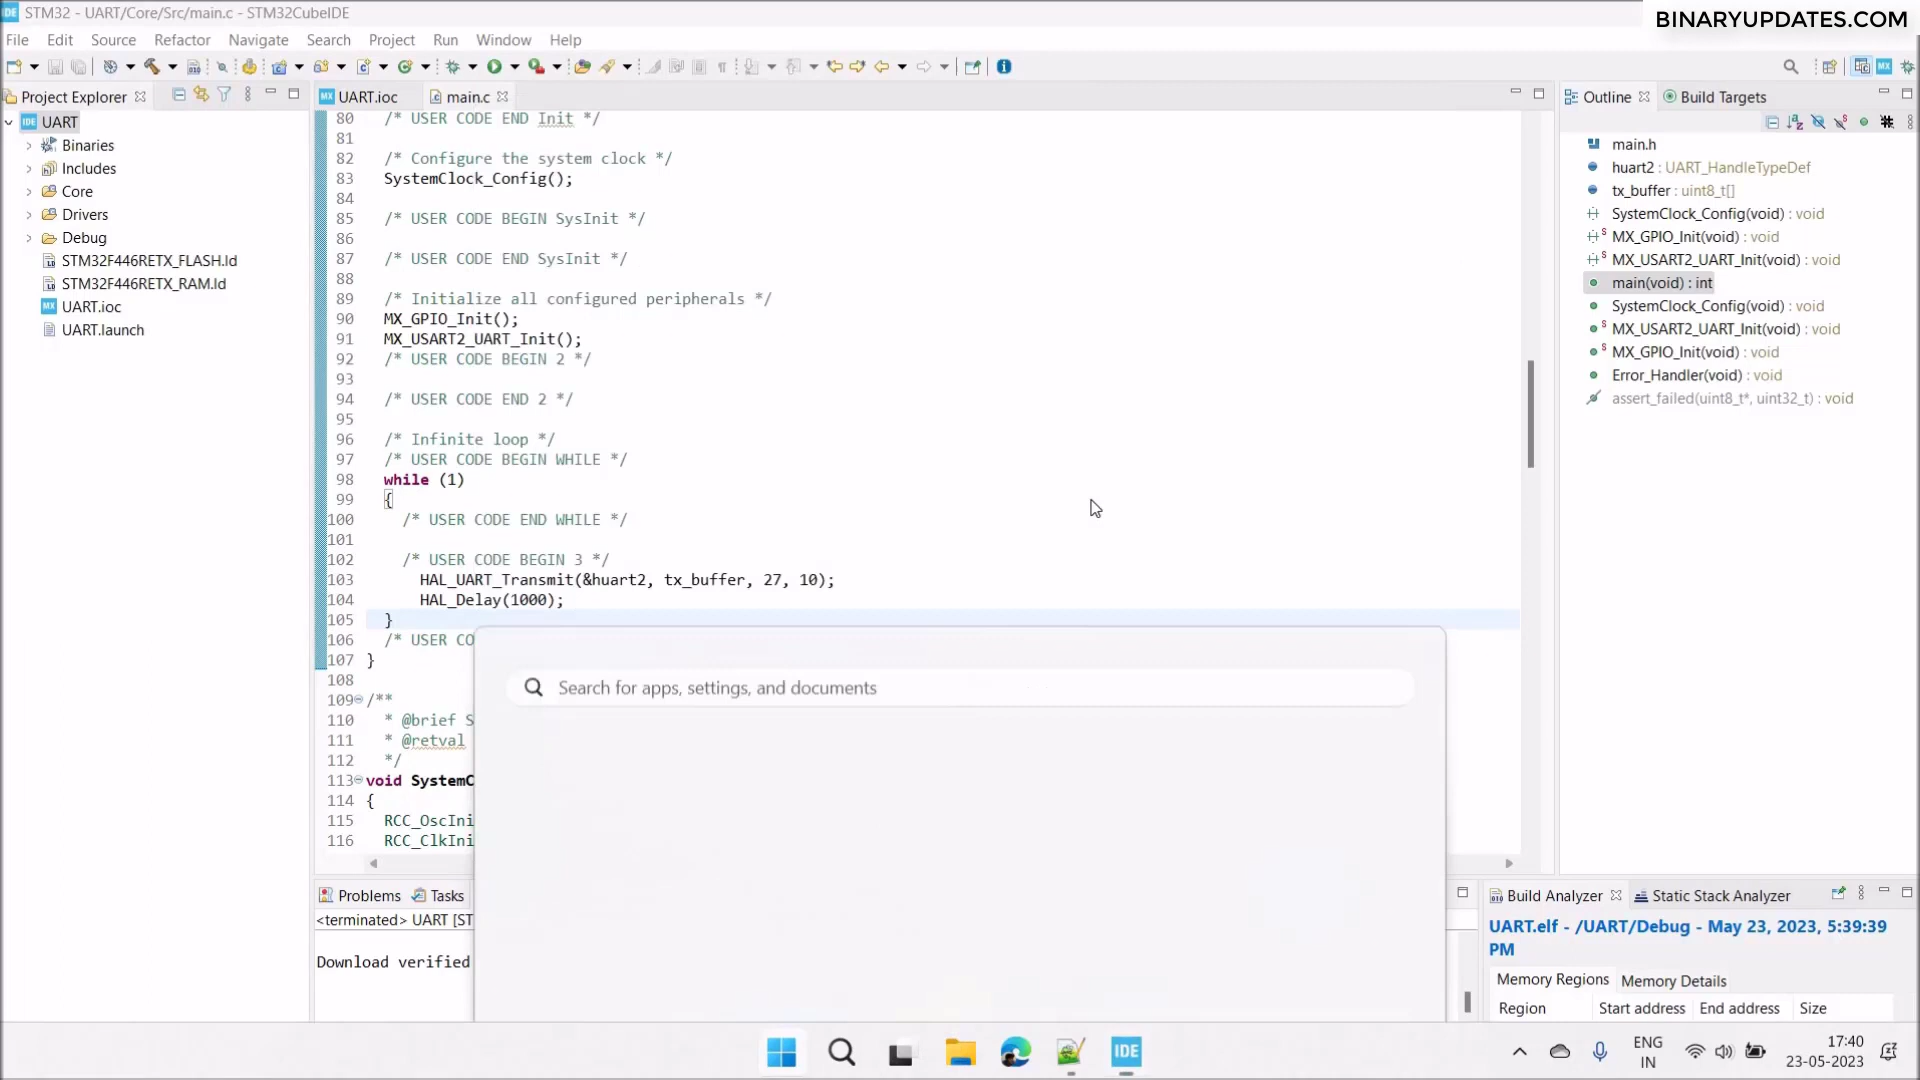 STM32 - UART/Core/Src/main.c - STM32CubeIDE
BINARYUPDATES.COM
File Edit Source Refactor Navigate Search Project Run Window Help
Project Explorer
UART
Binaries
Includes
Core
Drivers
Debug
STM32F446RETX_FLASH.ld
STM32F446RETX_RAM.ld
UART.ioc
UART.launch
UART.ioc main.c
80 /* USER CODE END Init */
81
82 /* Configure the system clock */
83 SystemClock_Config();
84
85 /* USER CODE BEGIN SysInit */
86
87 /* USER CODE END SysInit */
88
89 /* Initialize all configured peripherals */
90 MX_GPIO_Init();
91 MX_USART2_UART_Init();
92 /* USER CODE BEGIN 2 */
93
94 /* USER CODE END 2 */
95
96 /* Infinite loop */
97 /* USER CODE BEGIN WHILE */
98 while (1)
99 {
100 /* USER CODE END WHILE */
101
102 /* USER CODE BEGIN 3 */
103 HAL_UART_Transmit(&huart2, tx_buffer, 27, 10);
104 HAL_Delay(1000);
105 }
106 /* USER CO
107 }
108
109 /**
110 * @brief S
111 * @retval
112 */
113 void SystemC
114 {
115 RCC_OscIni
116 RCC_ClkIni
Search for apps, settings, and documents
Outline Build Targets
main.h
huart2 : UART_HandleTypeDef
tx_buffer : uint8_t[]
SystemClock_Config(void) : void
MX_GPIO_Init(void) : void
MX_USART2_UART_Init(void) : void
main(void) : int
SystemClock_Config(void) : void
MX_USART2_UART_Init(void) : void
MX_GPIO_Init(void) : void
Error_Handler(void) : void
assert_failed(uint8_t*, uint32_t) : void
Problems Tasks
<terminated> UART [ST
Download verified
Build Analyzer Static Stack Analyzer
UART.elf - /UART/Debug - May 23, 2023, 5:39:39
PM
Memory Regions Memory Details
Region Start address End address Size
IDE
ENG
IN
17:40
23-05-2023